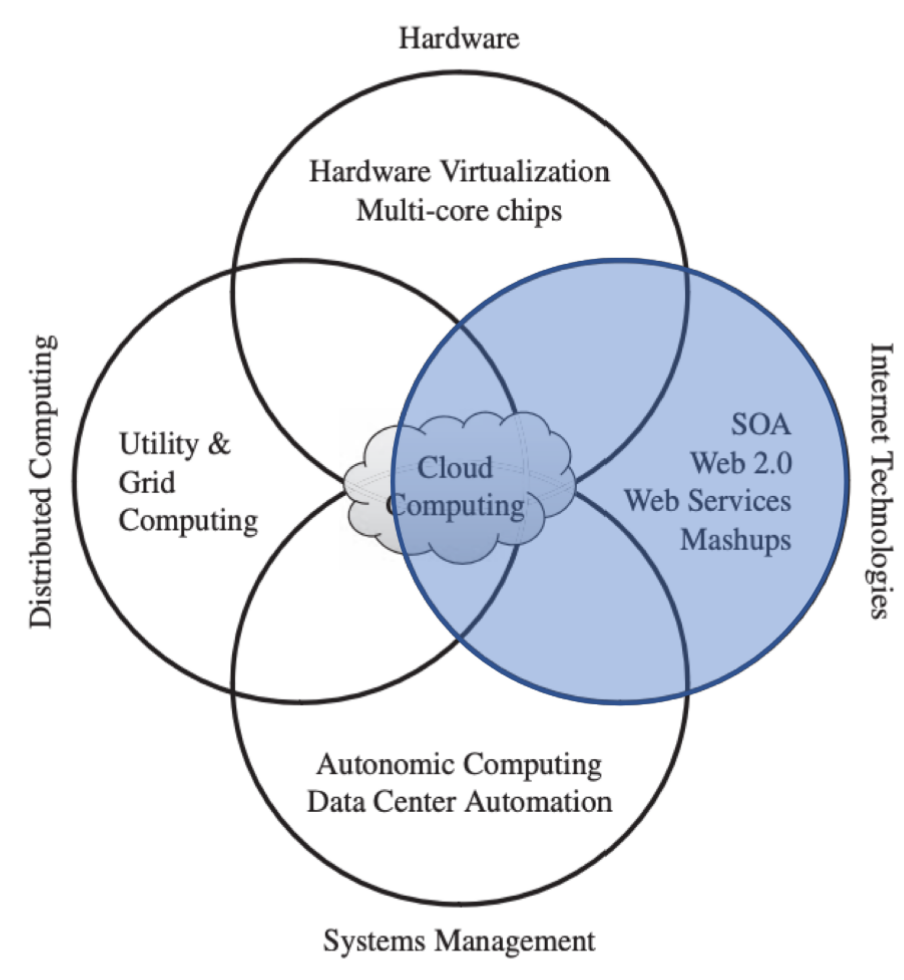 Hardware
Hardware Virtualization
Multi-core chips
Distributed Computing
Utility &
Grid
Computing
Cloud
Computing
SOA
Web 2.0
Web Services
Mashups
Internet Technologies
Autonomic Computing
Data Center Automation
Systems Management